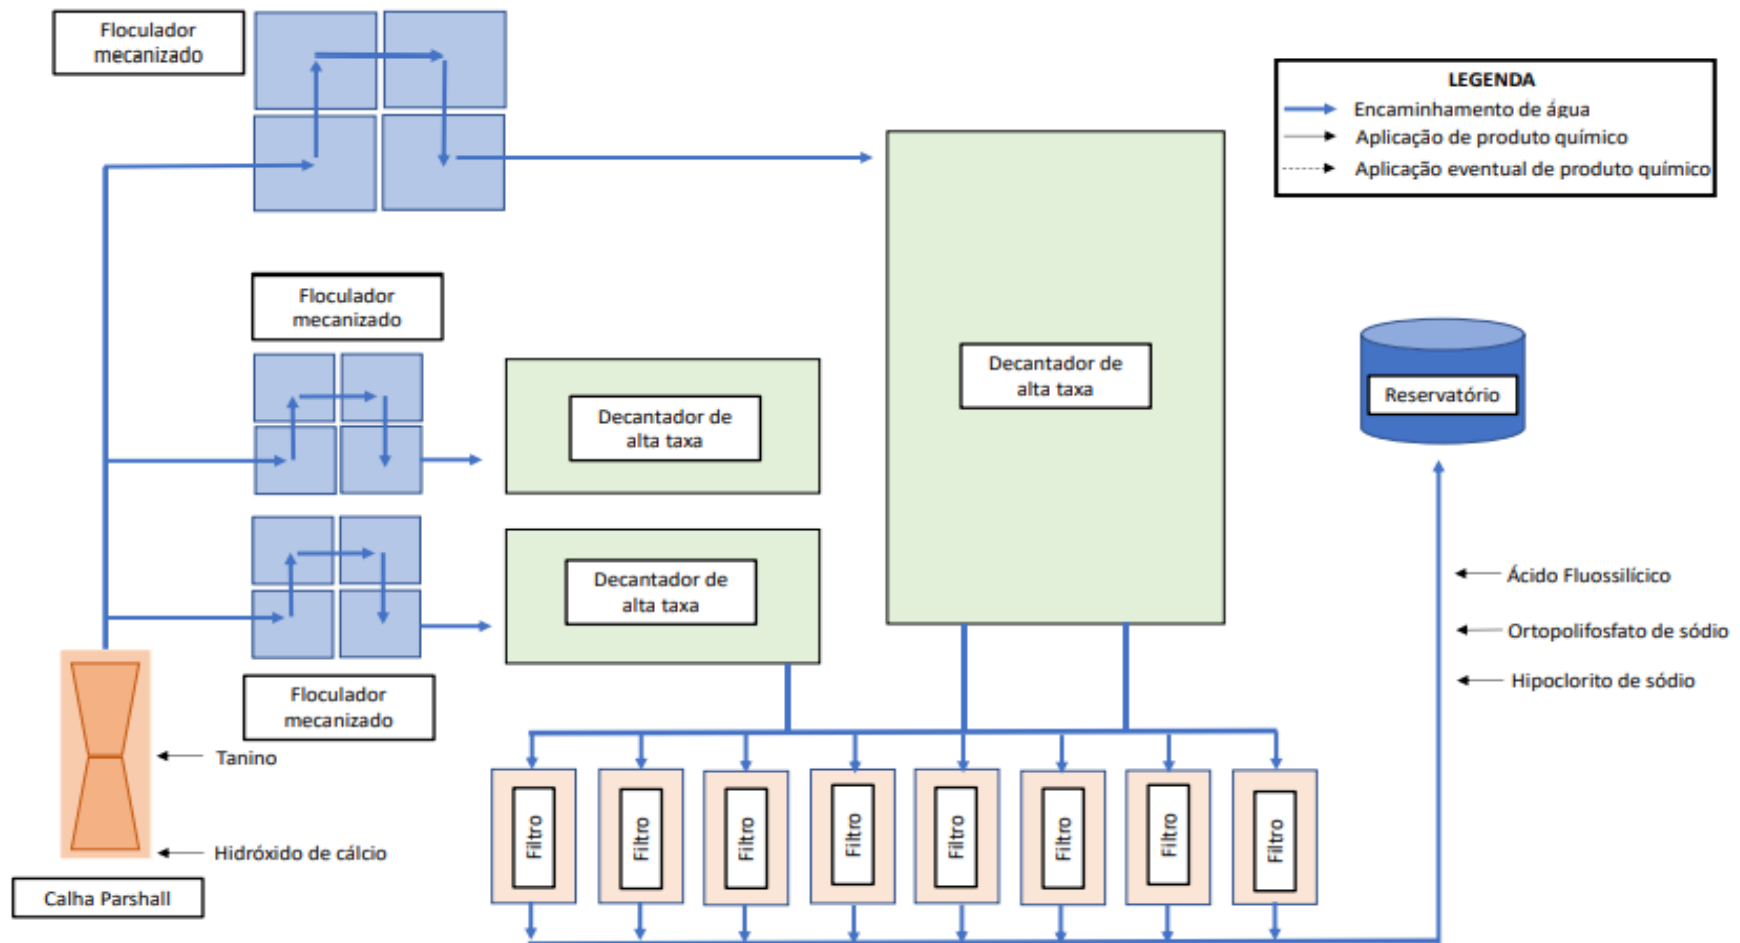 Floculador
mecanizado
LEGENDA
Encaminhamento de água
Aplicação de produto químico
Aplicação eventual de produto químico
Floculador
mecanizado
Decantador de
alta taxa
Decantador de
alta taxa
Reservatório
Decantador de
alta taxa
Ácido Fluossilícico
Ortopolifosfato de sódio
Hipoclorito de sódio
Floculador
mecanizado
Tanino
Hidróxido de cálcio
Calha Parshall
Filtro
Filtro
Filtro
Filtro
Filtro
Filtro
Filtro
Filtro